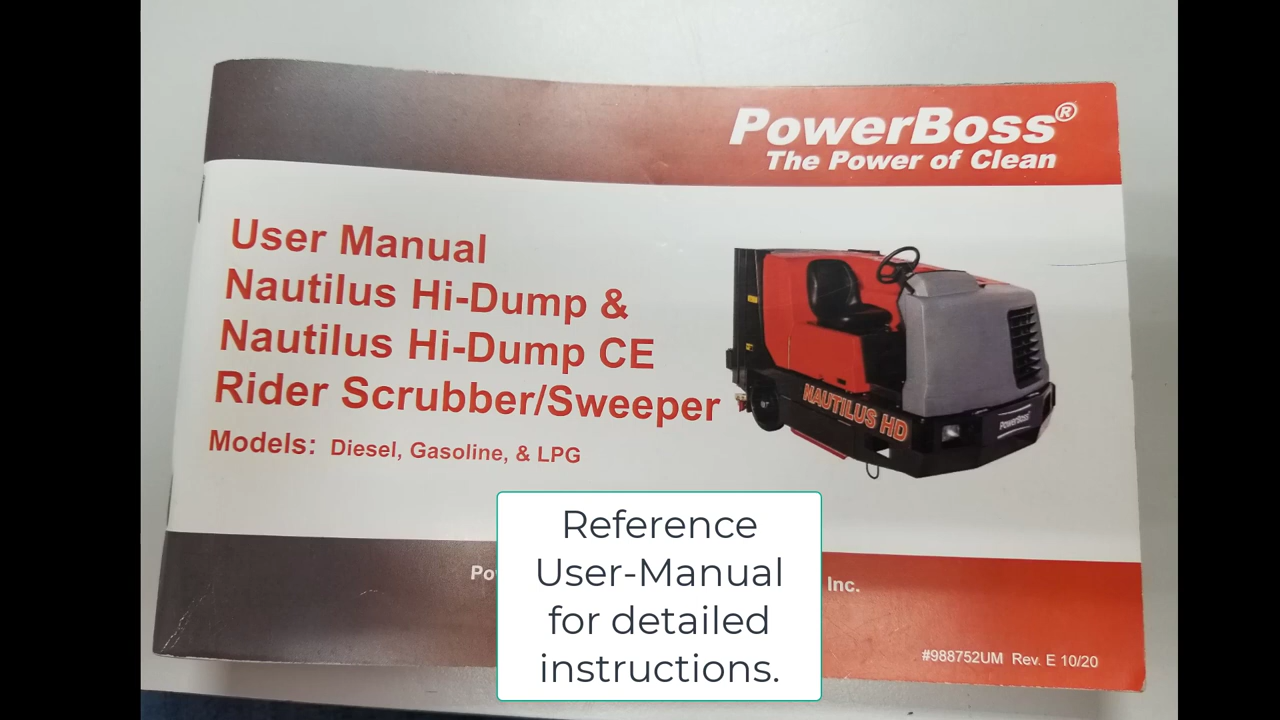 PowerBoss®
The Power of Clean
User Manual
Nautilus Hi-Dump &
Nautilus Hi-Dump CE
Rider Scrubber/Sweeper
Models: Diesel, Gasoline, & LPG
NAUTILUS HD
PowerBoss
Reference
User-Manual
for detailed
instructions.
Inc.
#988752UM Rev. E 10/20